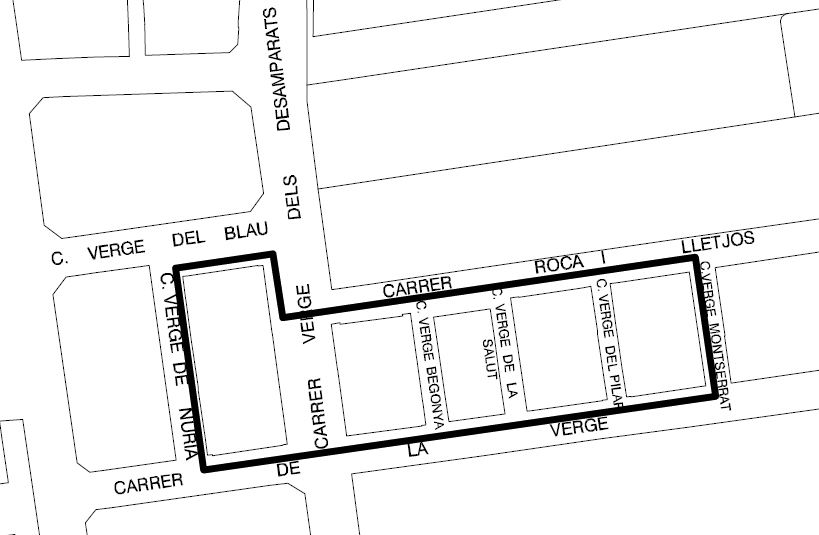 CARRER VERGE DELS DESAMPARATS
C. VERGE DEL BLAU
CARRER ROCA I LLETJOS
C. VERGE DE NURIA
C. VERGE BEGONYA
C. VERGE DE LA
SALUT
C. VERGE DEL PILAR
C.VERGE MONTSERRAT
CARRER DE LA VERGE